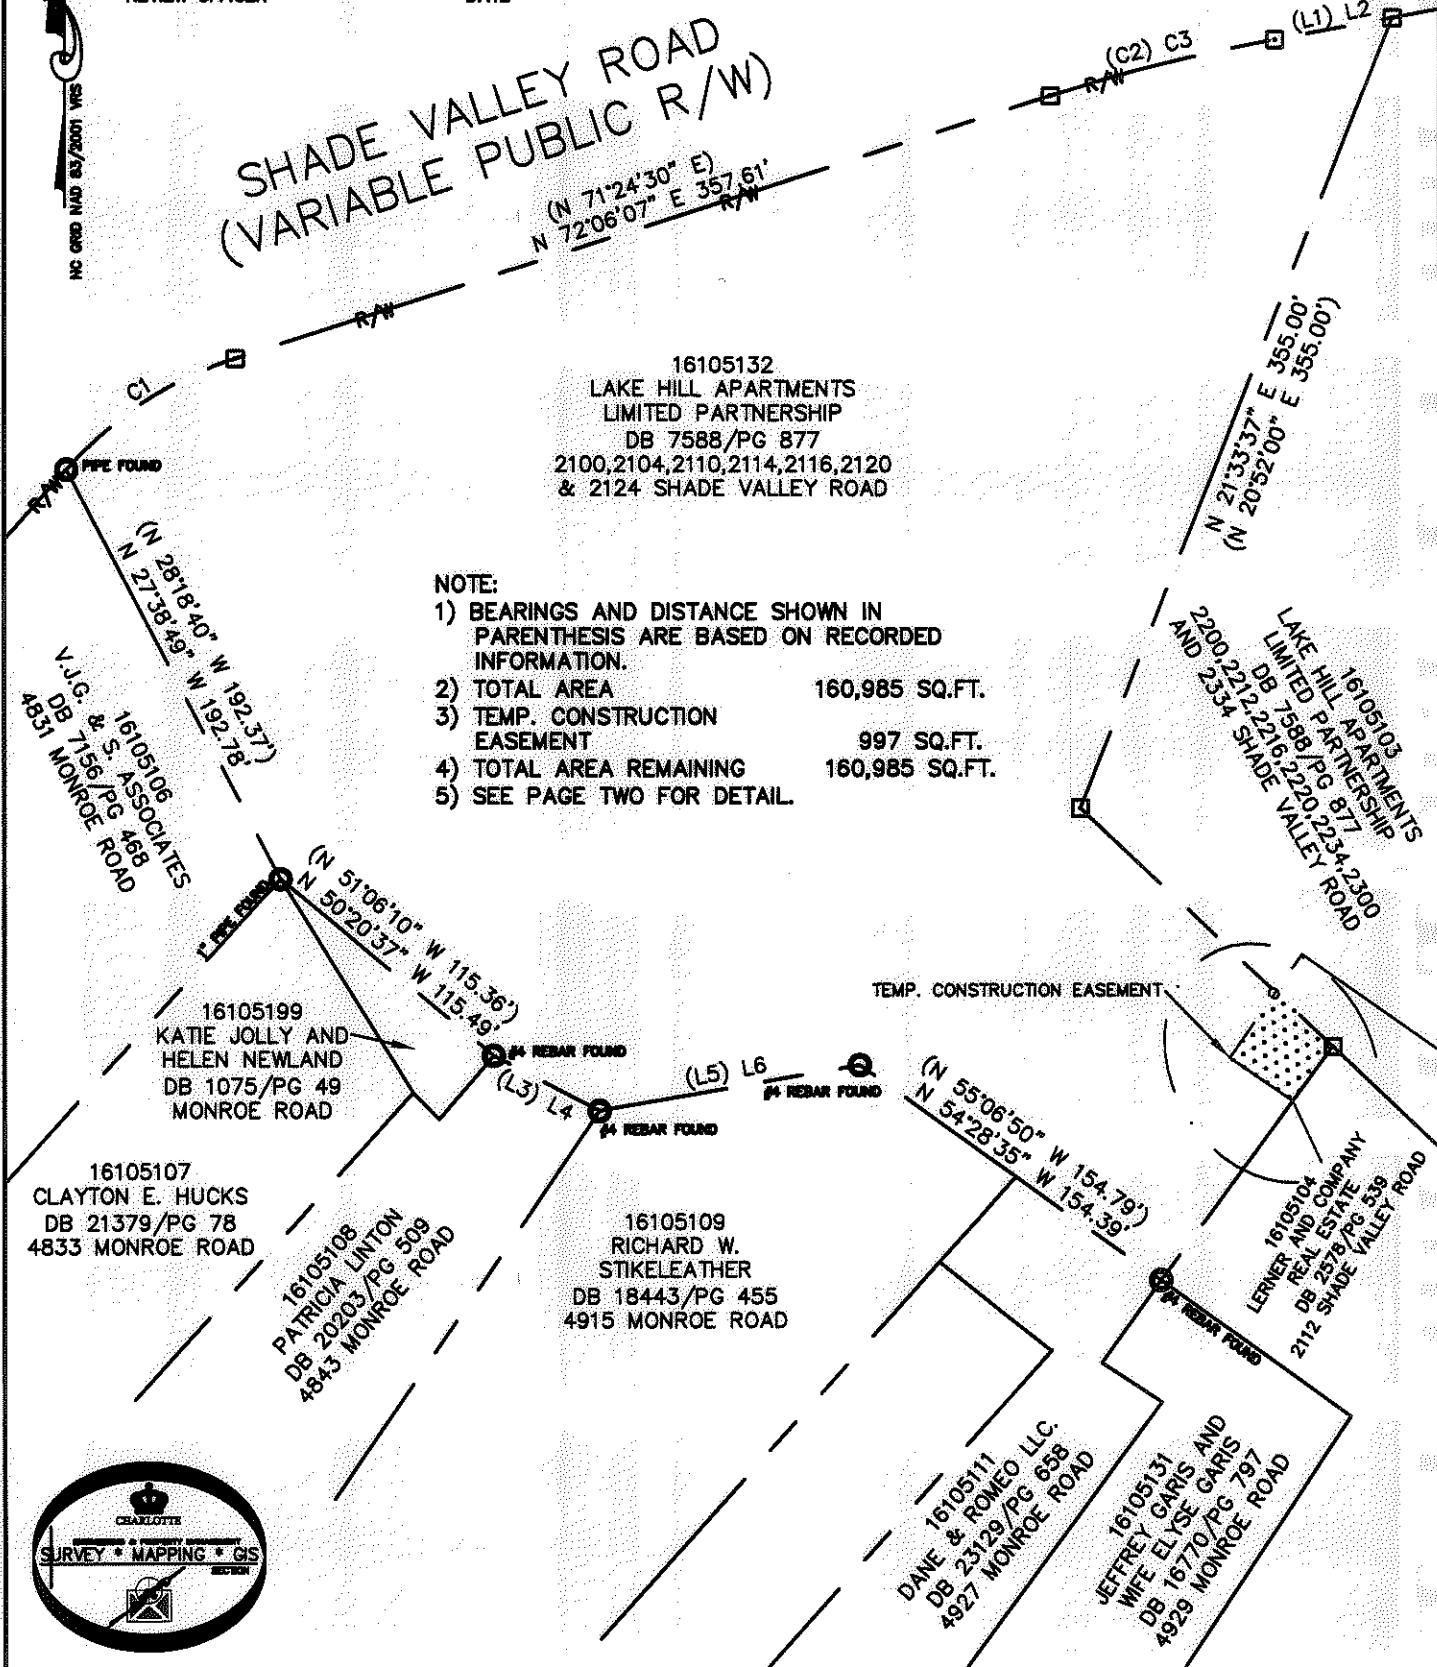 REVIEW OFFICER DATE
NC GRID NAD 83/2001 VRS
SHADE VALLEY ROAD
(VARIABLE PUBLIC R/W)
(L1) L2
(C2) C3
R/W
(N 71°24'30" E)
N 72°06'07" E 357.61'
R/W
R/W
C1
PIPE FOUND
R/W
16105132
LAKE HILL APARTMENTS
LIMITED PARTNERSHIP
DB 7588/PG 877
2100,2104,2110,2114,2116,2120
& 2124 SHADE VALLEY ROAD
N 21°33'37" E 355.00'
(N 20°52'00" E 355.00')
(N 28°18'40" W 192.37')
N 27°38'49" W 192.78'
NOTE:
1) BEARINGS AND DISTANCE SHOWN IN
PARENTHESIS ARE BASED ON RECORDED
INFORMATION.
2) TOTAL AREA 160,985 SQ.FT.
3) TEMP. CONSTRUCTION
EASEMENT 997 SQ.FT.
4) TOTAL AREA REMAINING 160,985 SQ.FT.
5) SEE PAGE TWO FOR DETAIL.
16105103
LAKE HILL APARTMENTS
LIMITED PARTNERSHIP
DB 7588/PG 877
2200,2212,2216,2220,2234,2300
AND 2334 SHADE VALLEY ROAD
16105106
V.J.G. & S. ASSOCIATES
DB 7156/PG 468
4831 MONROE ROAD
1" PIPE FOUND
(N 51°06'10" W 115.36')
N 50°20'37" W 115.49'
TEMP. CONSTRUCTION EASEMENT
16105199
KATIE JOLLY AND
HELEN NEWLAND
DB 1075/PG 49
MONROE ROAD
#4 REBAR FOUND
(L3) L4
#4 REBAR FOUND
(L5) L6
#4 REBAR FOUND
(N 55°06'50" W 154.79')
N 54°28'35" W 154.39'
16105107
CLAYTON E. HUCKS
DB 21379/PG 78
4833 MONROE ROAD
16105108
PATRICIA LINTON
DB 20203/PG 509
4843 MONROE ROAD
16105109
RICHARD W.
STIKELEATHER
DB 18443/PG 455
4915 MONROE ROAD
16105104
LERNER AND COMPANY
REAL ESTATE
DB 2578/PG 539
2112 SHADE VALLEY ROAD
#4 REBAR FOUND
16105111
DANE & ROMEO LLC.
DB 23129/PG 658
4927 MONROE ROAD
16105131
JEFFREY GARIS AND
WIFE ELYSE GARIS
DB 16770/PG 797
4929 MONROE ROAD
CHARLOTTE
SURVEY * MAPPING * GIS
SECTION